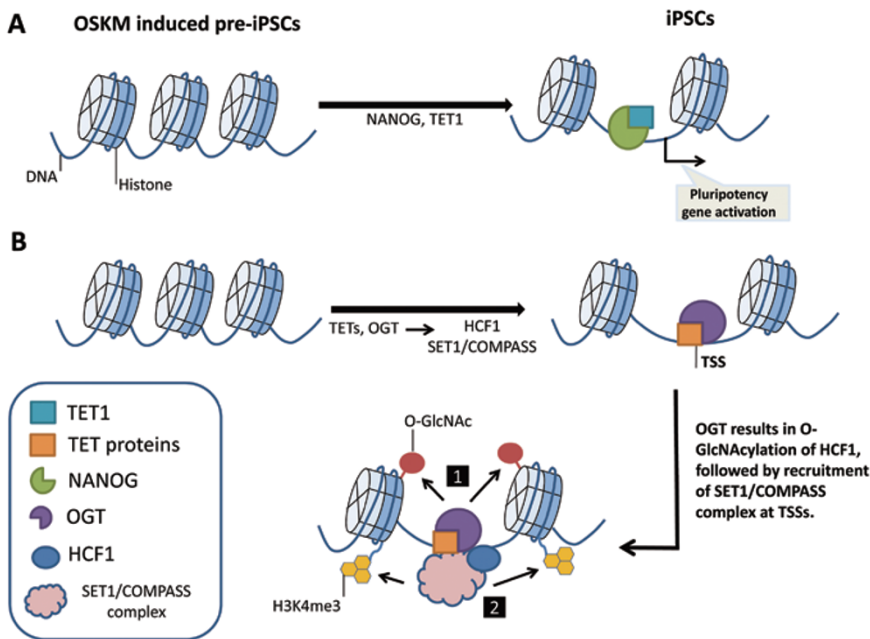 A
OSKM induced pre-iPSCs
iPSCs
NANOG, TET1
DNA
Histone
Pluripotency
gene activation
B
TETs, OGT
HCF1
SET1/COMPASS
TSS
TET1
TET proteins
NANOG
OGT
HCF1
SET1/COMPASS
complex
O-GlcNAc
1
2
H3K4me3
OGT results in O-
GlcNAcylation of HCF1,
followed by recruitment
of SET1/COMPASS
complex at TSSs.